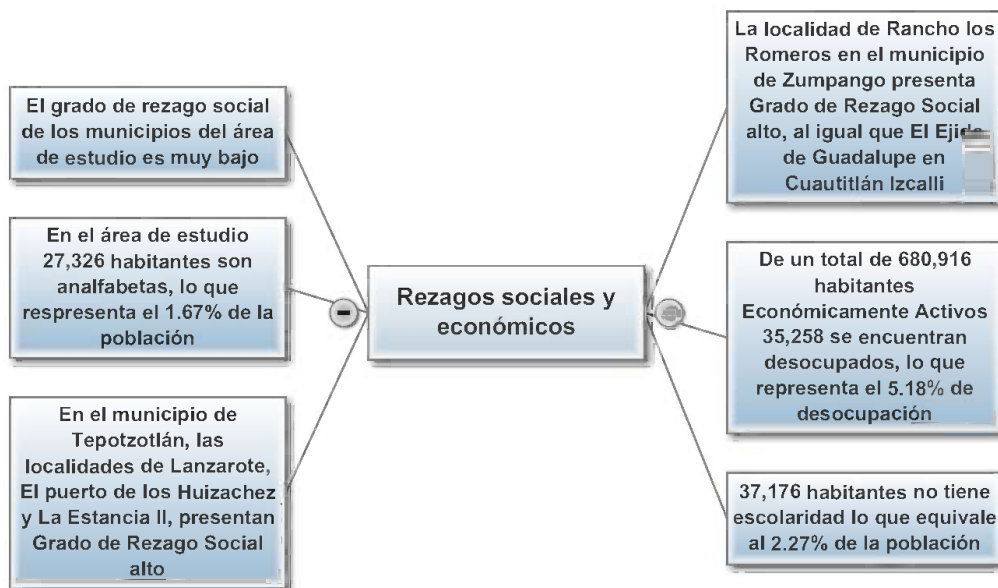 El grado de rezago social
de los municipios del área
de estudio es muy bajo
En el área de estudio
27,326 habitantes son
analfabetas, lo que
respresenta el 1.67% de la
población
En el municipio de
Tepotzotlán, las
localidades de Lanzarote,
El puerto de los Huizachez
y La Estancia II, presentan
Grado de Rezago Social
alto
Rezagos sociales y
económicos
La localidad de Rancho los
Romeros en el municipio
de Zumpango presenta
Grado de Rezago Social
alto, al igual que El Ejido
de Guadalupe en
Cuautitlán Izcalli
De un total de 680,916
habitantes
Económicamente Activos
35,258 se encuentran
desocupados, lo que
representa el 5.18% de
desocupación
37,176 habitantes no tiene
escolaridad lo que equivale
al 2.27% de la población